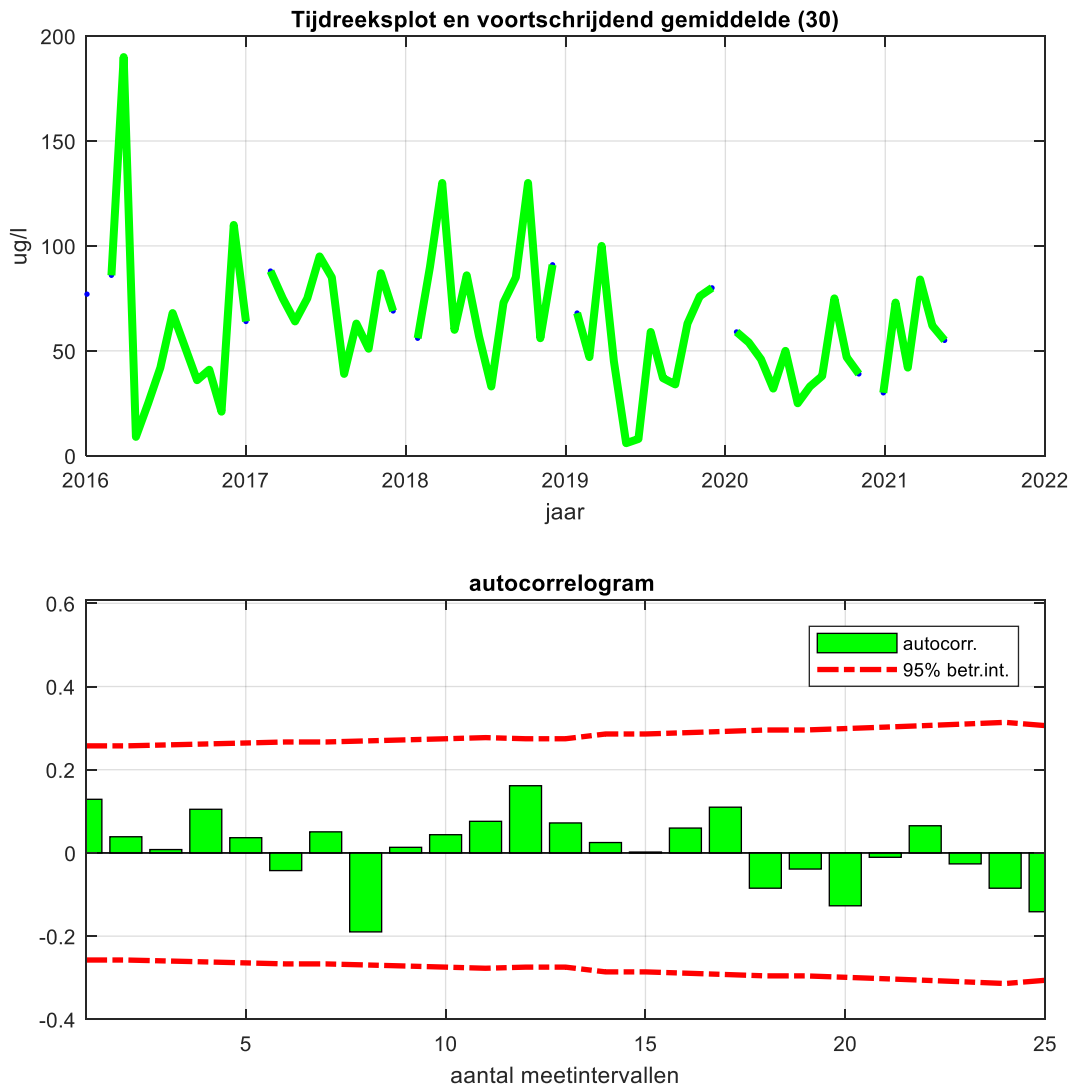 Tijdreeksplot en voortschrijdend gemiddelde (30)
200
150
100
50
0
ug/l
2016 2017 2018 2019 2020 2021 2022
jaar
autocorrelogram
0.6
0.4
0.2
0
-0.2
-0.4
autocorr.
95% betr.int.
5 10 15 20 25
aantal meetintervallen